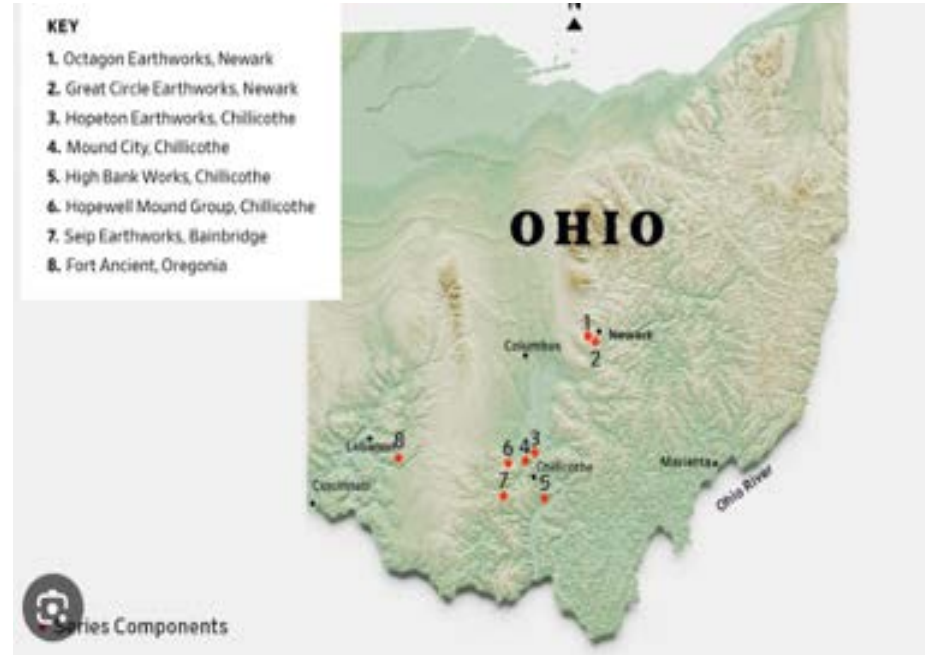 KEY
1. Octagon Earthworks, Newark
2. Great Circle Earthworks, Newark
3. Hopeton Earthworks, Chillicothe
4. Mound City, Chillicothe
5. High Bank Works, Chillicothe
6. Hopewell Mound Group, Chillicothe
7. Seip Earthworks, Bainbridge
8. Fort Ancient, Oregonia
N
OHIO
1
Newark
Columbus
2
8
Lebanon
6 4 3
Chillicothe
Marietta
7
5
Cincinnati
Ohio River
Series Components